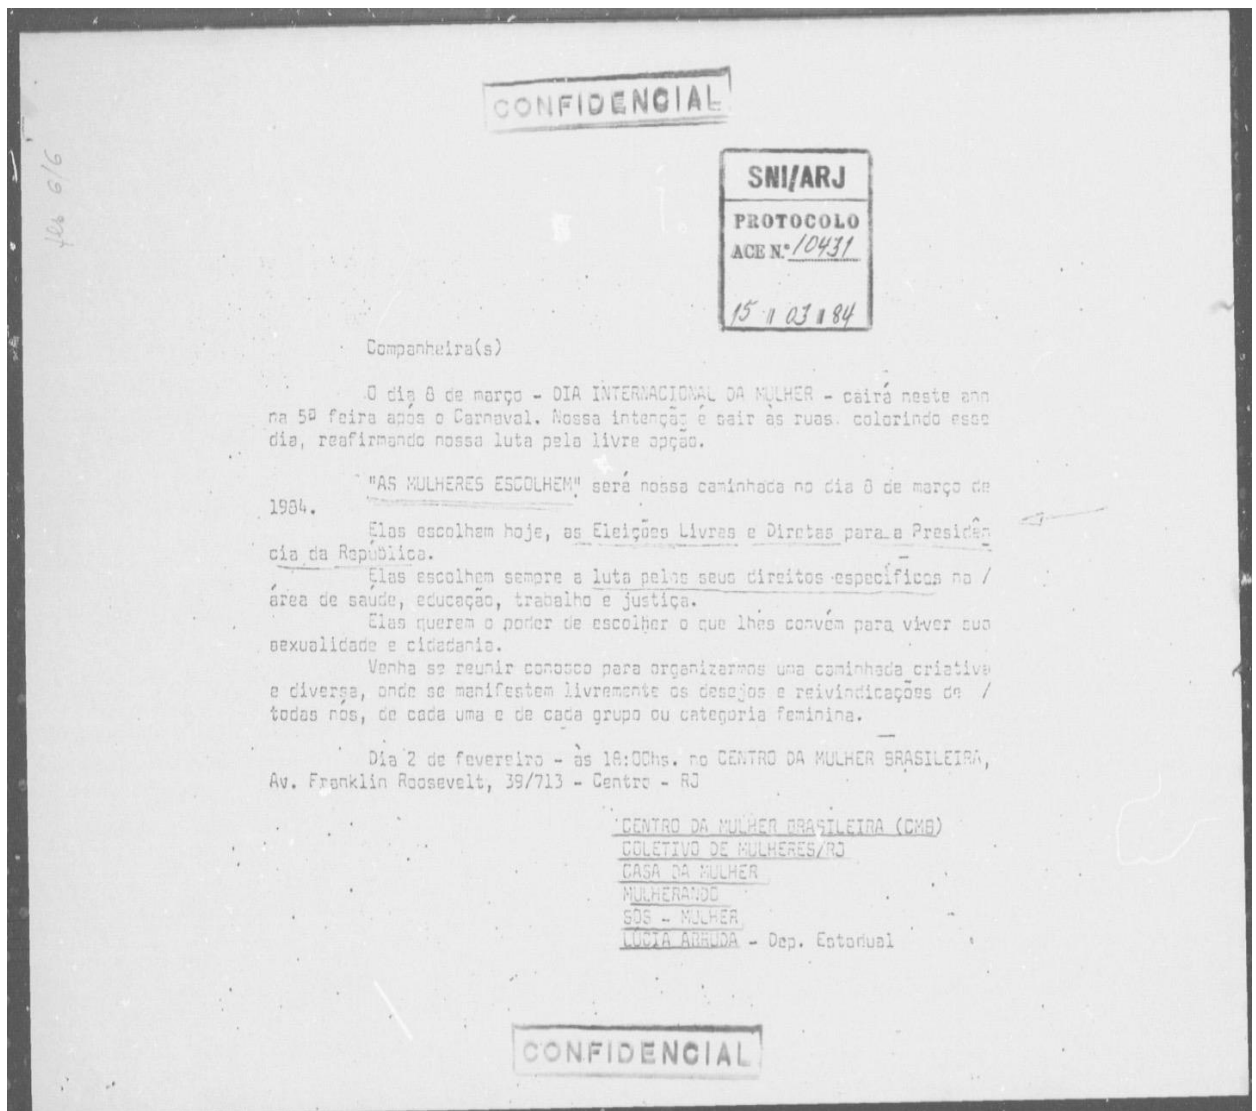 CONFIDENCIAL
SNI/ARJ
PROTOCOLO
ACE N.º 10431
15 03 84
fls 6/6
Companheira(s)
O dia 8 de março - DIA INTERNACIONAL DA MULHER - cairá neste ano
na 5ª feira após o Carnaval. Nossa intenção é sair às ruas. colorindo esse
dia, reafirmando nossa luta pela livre opção.
"AS MULHERES ESCOLHEM" será nossa caminhada no dia 8 de março de
1984.
Elas escolhem hoje, as Eleições Livres e Diretas para a Presidên
cia da República.
Elas escolhem sempre a luta pelos seus direitos específicos na /
área de saúde, educação, trabalho e justiça.
Elas querem o poder de escolher o que lhes convém para viver sua
sexualidade e cidadania.
Venha se reunir conosco para organizarmos uma caminhada criativa
e diversa, onde se manifestem livremente os desejos e reivindicações de /
todas nós, de cada uma e de cada grupo ou categoria feminina.
Dia 2 de fevereiro - às 18:00hs. no CENTRO DA MULHER BRASILEIRA,
Av. Franklin Roosevelt, 39/713 - Centro - RJ
CENTRO DA MULHER BRASILEIRA (CMB)
COLETIVO DE MULHERES/RJ
CASA DA MULHER
MULHERANDO
SOS - MULHER
LÚCIA ARRUDA - Dep. Estadual
CONFIDENCIAL